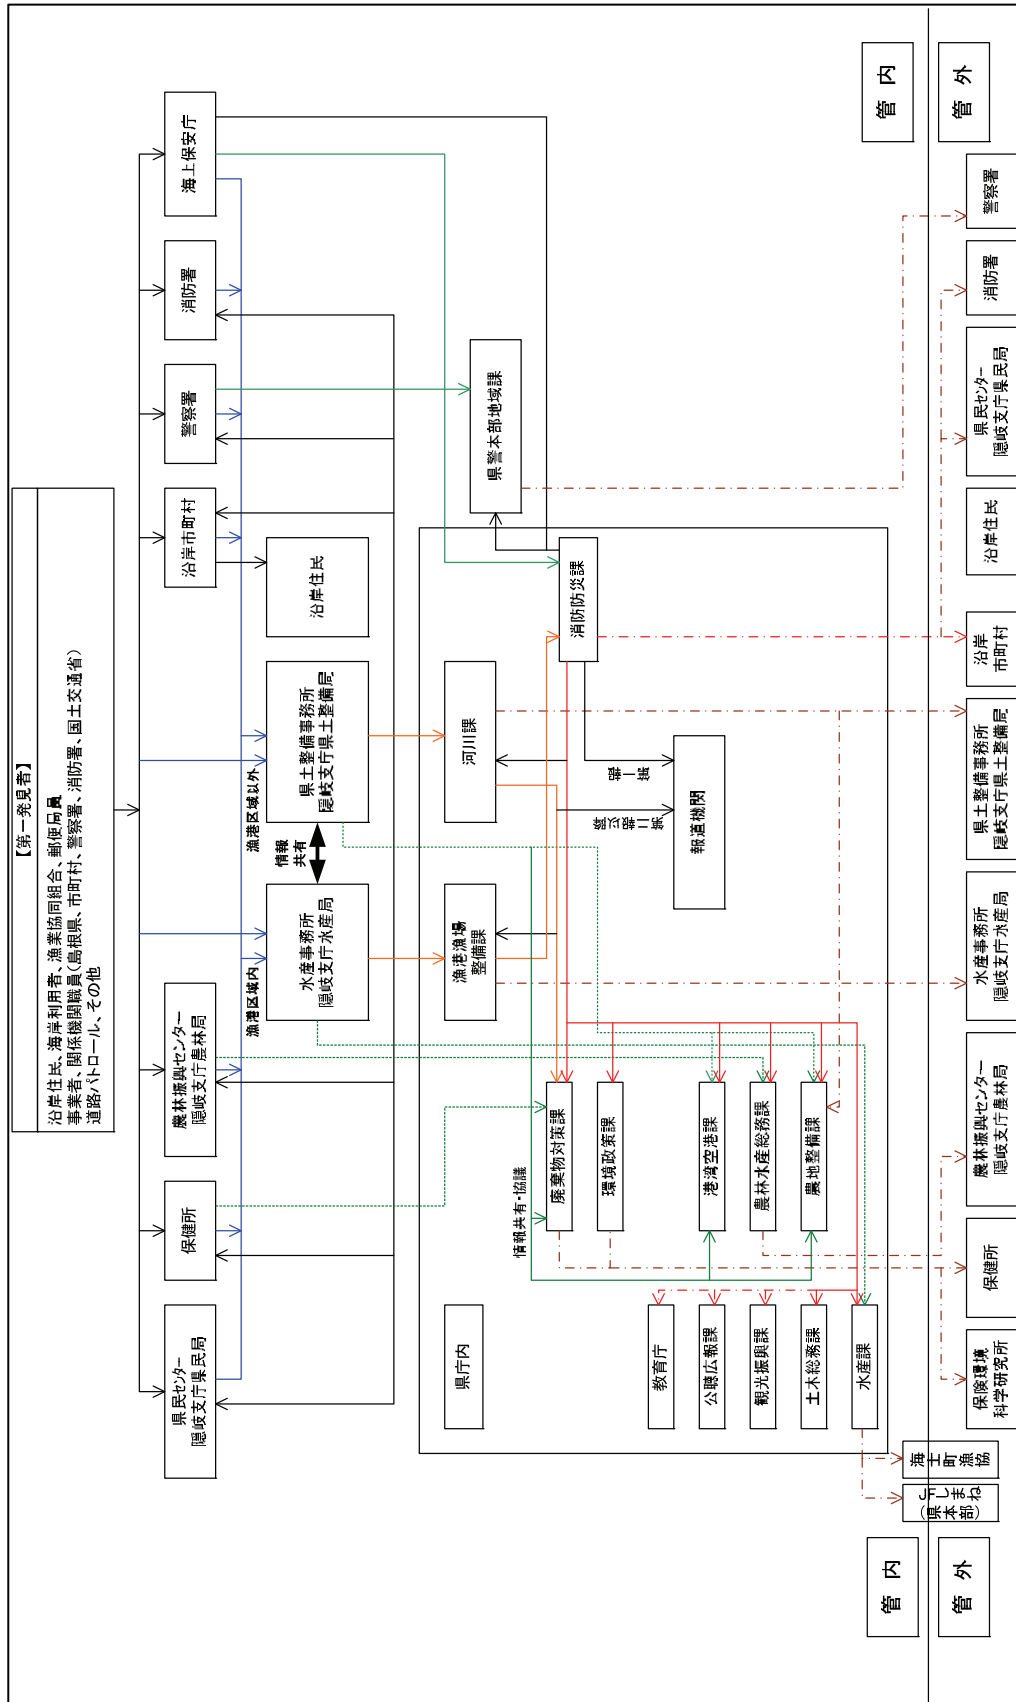 【第一発見者】
沿岸住民、海岸利用者、漁業協同組合、郵便局員
事業者、関係機関職員（島根県、市町村、警察署、消防署、国土交通省）
道路パトロール、その他
県民センター
隠岐支庁県民局
保健所
農林振興センター
隠岐支庁農林局
沿岸市町村
警察署
消防署
海上保安庁
漁港区域内
漁港区域以外
水産事務所
隠岐支庁水産局
情報
共有
県土整備事務所
隠岐支庁県土整備局
沿岸住民
県庁内
漁港漁場
整備課
河川課
県警本部地域課
情報共有・協議
廃棄物対策課
消防防災課
環境政策課
第二報以降
第一報
教育庁
公聴広報課
観光振興課
土木総務課
水産課
港湾空港課
農林水産総務課
農地整備課
報道機関
管内
管内
JFしまね
（県本部）
海士町漁協
管外
保険環境
科学研究所
保健所
農林振興センター
隠岐支庁農林局
水産事務所
隠岐支庁水産局
県土整備事務所
隠岐支庁県土整備局
沿岸
市町村
沿岸住民
県民センター
隠岐支庁県民局
消防署
警察署
管外